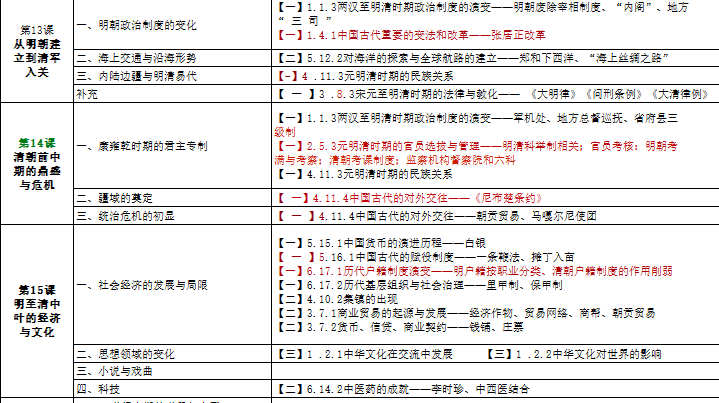 第13课
从明朝建
立到清军
入关
一、明朝政治制度的变化
【一】1.1.3两汉至明清时期政治制度的演变——明朝废除宰相制度、“内阁”、地方
“ 三 司 ”
【一】1.4.1中国古代重要的变法和改革——张居正改革
二、海上交通与沿海形势
【二】5.12.2对海洋的探索与全球航路的建立——郑和下西洋、“海上丝绸之路”
三、内陆边疆与明清易代
【-】4 .11.3元明清时期的民族关系
补充
【 一 】3 .8.3宋元至明清时期的法律与教化—— 《大明律》《问刑条例》《大清律例》
第14课
清朝前中
期的鼎盛
与危机
一、康雍乾时期的君主专制
【一】1.1.3两汉至明清时期政治制度的演变——军机处、地方总督巡抚、省府县三
级制
【一】2.5.3元明清时期的官员选拔与管理——明清科举制相关；官员考核：明朝考
满与考察；清朝考课制度；监察机构督察院和六科
【一】4.11.3元明清时期的民族关系
二、疆域的奠定
【 一 】4.11.4中国古代的对外交往——《尼布楚条约》
三、统治危机的初显
【 一 】4.11.4中国古代的对外交往——朝贡贸易、马嘎尔尼使团
第15课
明至清中
叶的经济
与文化
一、社会经济的发展与局限
【一】5.15.1中国货币的演进历程——白银
【 一 】5.16.1中国古代的赋役制度——一条鞭法、摊丁入亩
【一】6.17.1历代户籍制度演变——明户籍按职业分类、清朝户籍制度的作用削弱
【一】6.17.2历代基层组织与社会治理——里甲制、保甲制
【二】4.10.2集镇的出现
【二】3.7.1商业贸易的起源与发展——经济作物、贸易网络、商帮、朝贡贸易
【二】3.7.2货币、信贷、商业契约——钱铺、庄票
二、思想领域的变化
【三】1 .2.1中华文化在交流中发展 【三】1 .2.2中华文化对世界的影响
三、小说与戏曲
四、科技
【二】6.14.2中医药的成就——李时珍、中西医结合